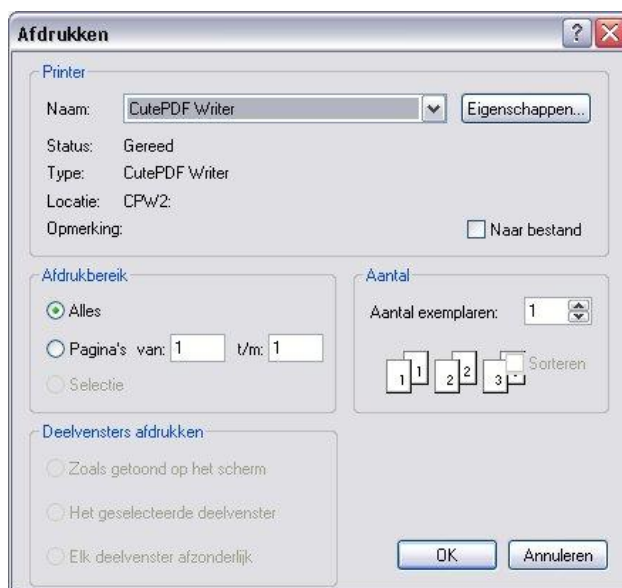 Afdrukken
Printer
Naam: CutePDF Writer Eigenschappen...
Status: Gereed
Type: CutePDF Writer
Locatie: CPW2:
Opmerking: Naar bestand
Afdrukbereik
Alles
Pagina's van: 1 t/m: 1
Selectie
Aantal
Aantal exemplaren: 1
1 1 2 2 3 Sorteren
Deelvensters afdrukken
Zoals getoond op het scherm
Het geselecteerde deelvenster
Elk deelvenster afzonderlijk
OK Annuleren